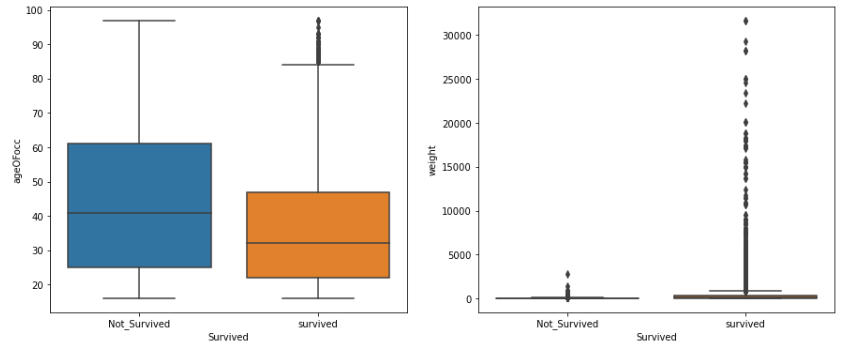 100
90
80
70
60
50
40
30
20
ageOFocc
Not_Survived
survived
Survived
30000
25000
20000
15000
10000
5000
0
weight
Not_Survived
survived
Survived